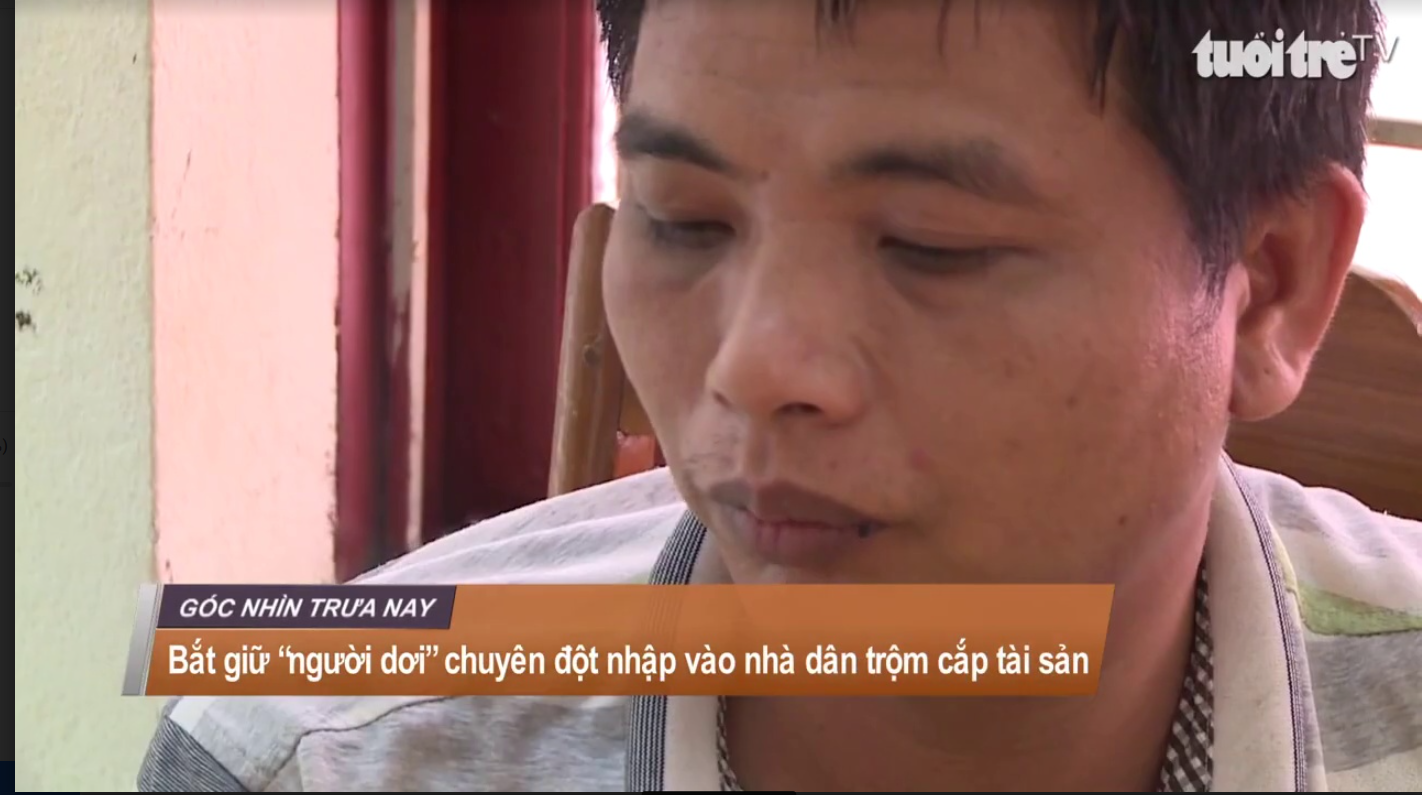 tuổi trẻ TV
GÓC NHÌN TRƯA NAY
Bắt giữ “người dơi” chuyên đột nhập vào nhà dân trộm cắp tài sản